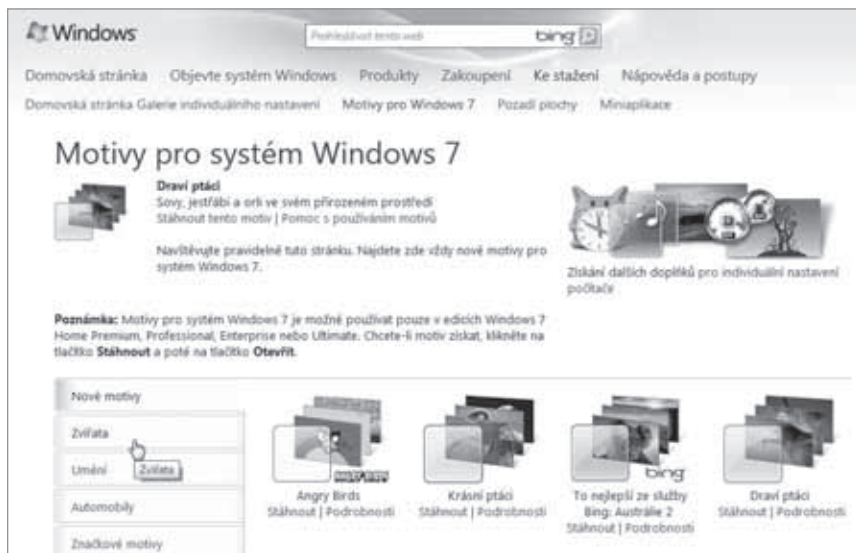 Windows
Prohledávat tento web
bing
Domovská stránka Objevte systém Windows Produkty Zakoupení Ke stažení Nápověda a postupy
Domovská stránka Galerie individuálního nastavení Motivy pro Windows 7 Pozadí plochy Miniaplikace
Motivy pro systém Windows 7
Draví ptáci
Sovy, jestřábi a orli ve svém přirozeném prostředí
Stáhnout tento motiv | Pomoc s používáním motivů
Navštěvujte pravidelně tuto stránku. Najdete zde vždy nové motivy pro
systém Windows 7.
Získání dalších doplňků pro individuální nastavení
počítače
Poznámka: Motivy pro systém Windows 7 je možné používat pouze v edicích Windows 7
Home Premium, Professional, Enterprise nebo Ultimate. Chcete-li motiv získat, klikněte na
tlačítko Stáhnout a poté na tlačítko Otevřít.
Nové motivy
Zvířata
Umění
Zvířata
Automobily
Značkové motivy
ANGRY BIRDS
Angry Birds
Stáhnout | Podrobnosti
Krásní ptáci
Stáhnout | Podrobnosti
bing
To nejlepší ze služby
Bing: Austrálie 2
Stáhnout | Podrobnosti
Draví ptáci
Stáhnout | Podrobnosti